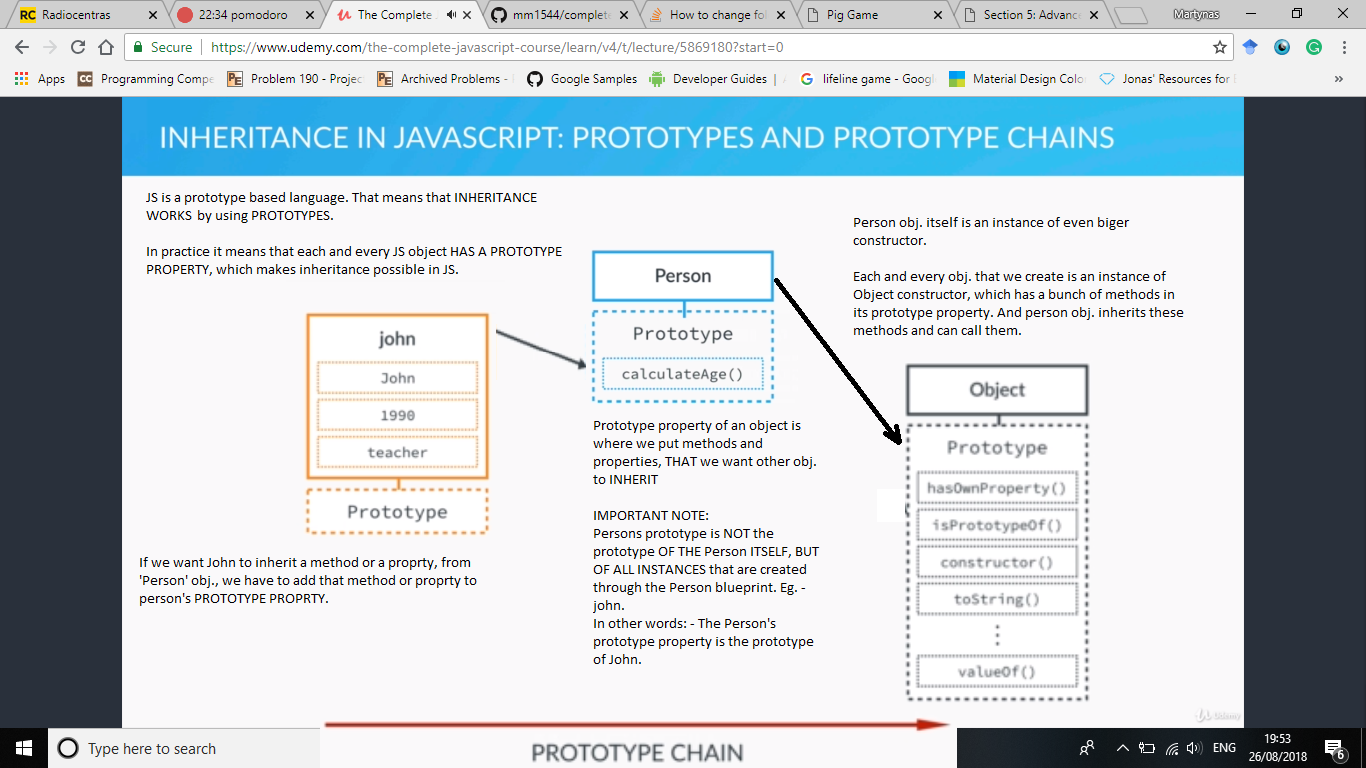 Radiocentras
22:34 pomodoro
The Complete J
mm1544/complete
How to change fol
Pig Game
Section 5: Advanc
Martynas
Secure
https://www.udemy.com/the-complete-javascript-course/learn/v4/t/lecture/5869180?start=0
Apps
Programming Compe
Problem 190 - Projec
Archived Problems -
Google Samples
Developer Guides |
lifeline game - Googl
Material Design Colo
Jonas' Resources for
INHERITANCE IN JAVASCRIPT: PROTOTYPES AND PROTOTYPE CHAINS
JS is a prototype based language. That means that INHERITANCE
WORKS by using PROTOTYPES.
In practice it means that each and every JS object HAS A PROTOTYPE
PROPERTY, which makes inheritance possible in JS.
john
John
1990
teacher
Prototype
If we want John to inherit a method or a proprty, from
'Person' obj., we have to add that method or proprty to
person's PROTOTYPE PROPRTY.
Person
Prototype
calculateAge()
Prototype property of an object is
where we put methods and
properties, THAT we want other obj.
to INHERIT
IMPORTANT NOTE:
Persons prototype is NOT the
prototype OF THE Person ITSELF, BUT
OF ALL INSTANCES that are created
through the Person blueprint. Eg. -
john.
In other words: - The Person's
prototype property is the prototype
of John.
Person obj. itself is an instance of even biger
constructor.
Each and every obj. that we create is an instance of
Object constructor, which has a bunch of methods in
its prototype property. And person obj. inherits these
methods and can call them.
Object
Prototype
hasOwnProperty()
isPrototypeOf()
constructor()
toString()
valueOf()
Udemy
PROTOTYPE CHAIN
Type here to search
ENG
19:53
26/08/2018
6